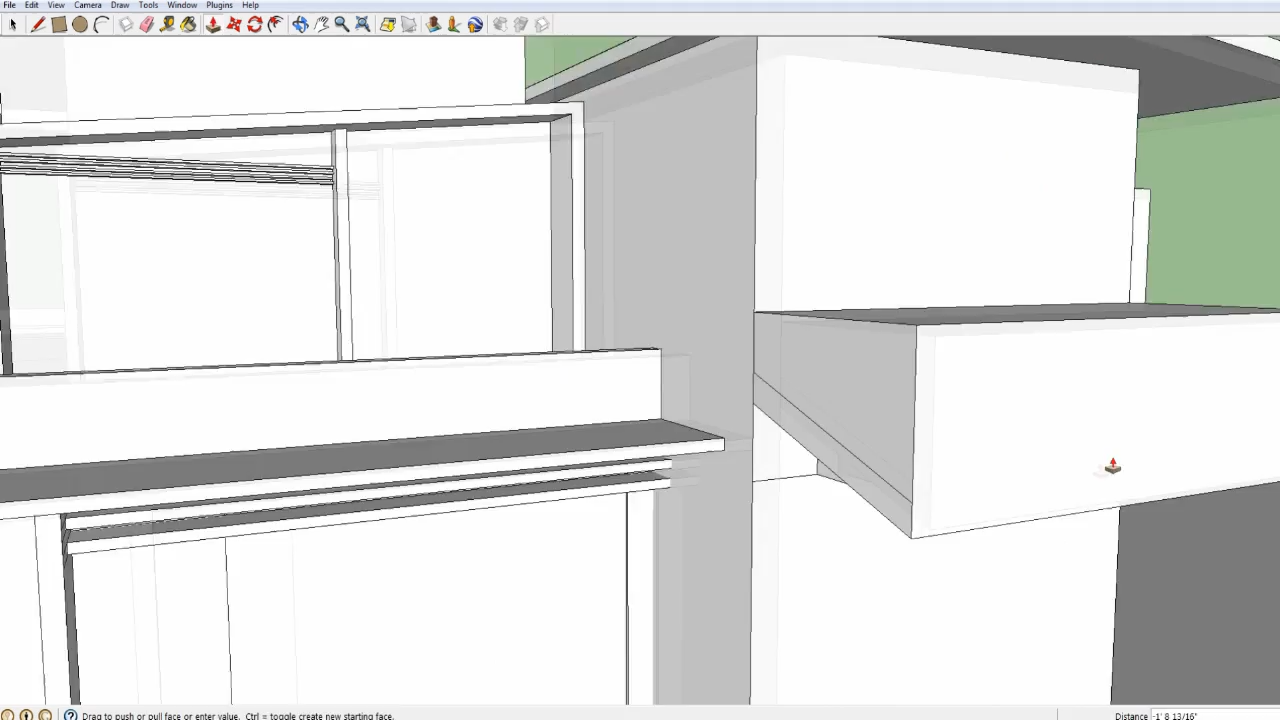 File Edit View Camera Draw Tools Window Plugins Help
Drag to push or pull face or enter value. Ctrl = toggle create new starting face.
Distance -1' 8 13/16"